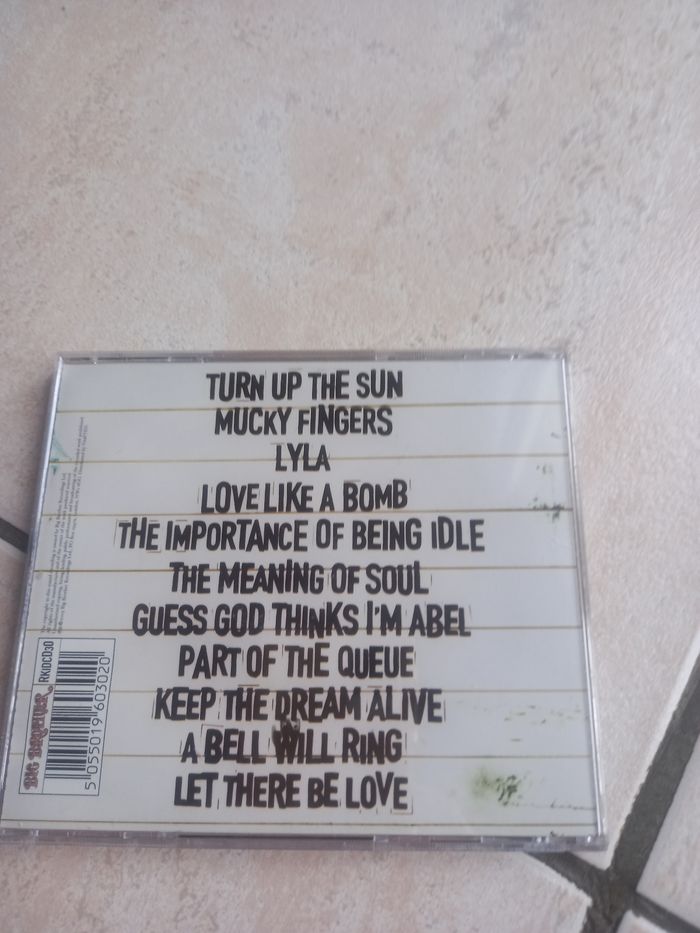 TURN UP THE SUN
MUCKY FINGERS
LYLA
LOVE LIKE A BOMB
THE IMPORTANCE OF BEING IDLE
THE MEANING OF SOUL
GUESS GOD THINKS I'M ABEL
PART OF THE QUEUE
KEEP THE DREAM ALIVE
A BELL WILL RING
LET THERE BE LOVE
BIG BROTHER
RKIDCD30
5 055019 603020